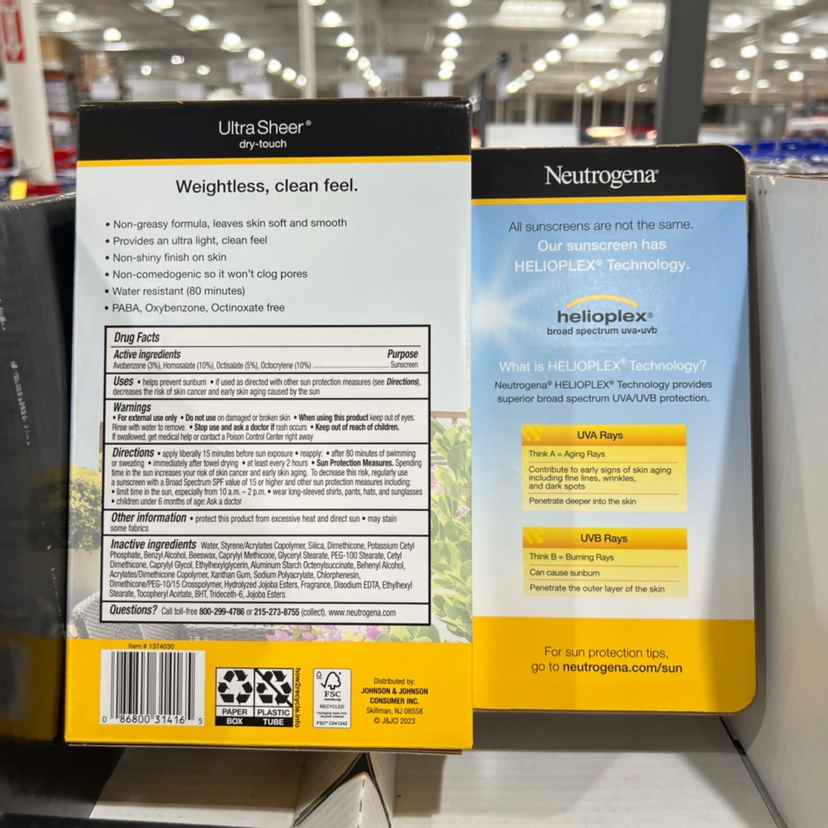 Ultra Sheer®
dry-touch
Weightless, clean feel.
• Non-greasy formula, leaves skin soft and smooth
• Provides an ultra light, clean feel
• Non-shiny finish on skin
• Non-comedogenic so it won't clog pores
• Water resistant (80 minutes)
• PABA, Oxybenzone, Octinoxate free
Drug Facts
Active ingredients Purpose
Avobenzone (3%), Homosalate (10%), Octisalate (5%), Octocrylene (10%) Sunscreen
Uses • helps prevent sunburn • if used as directed with other sun protection measures (see Directions),
decreases the risk of skin cancer and early skin aging caused by the sun
Warnings
• For external use only • Do not use on damaged or broken skin • When using this product keep out of eyes.
Rinse with water to remove. • Stop use and ask a doctor if rash occurs • Keep out of reach of children.
If swallowed, get medical help or contact a Poison Control Center right away
Directions • apply liberally 15 minutes before sun exposure • reapply: • after 80 minutes of swimming
or sweating • immediately after towel drying • at least every 2 hours • Sun Protection Measures. Spending
time in the sun increases your risk of skin cancer and early skin aging. To decrease this risk, regularly use
a sunscreen with a Broad Spectrum SPF value of 15 or higher and other sun protection measures including:
• limit time in the sun, especially from 10 a.m. – 2 p.m. • wear long-sleeved shirts, pants, hats, and sunglasses
• children under 6 months of age: Ask a doctor
Other information • protect this product from excessive heat and direct sun • may stain
some fabrics
Inactive ingredients Water, Styrene/Acrylates Copolymer, Silica, Dimethicone, Potassium Cetyl
Phosphate, Benzyl Alcohol, Beeswax, Caprylyl Methicone, Glyceryl Stearate, PEG-100 Stearate, Cetyl
Dimethicone, Caprylyl Glycol, Ethylhexylglycerin, Aluminum Starch Octenylsuccinate, Behenyl Alcohol,
Acrylates/Dimethicone Copolymer, Xanthan Gum, Sodium Polyacrylate, Chlorphenesin,
Dimethicone/PEG-10/15 Crosspolymer, Hydrolyzed Jojoba Esters, Fragrance, Disodium EDTA, Ethylhexyl
Stearate, Tocopheryl Acetate, BHT, Trideceth-6, Jojoba Esters
Questions? Call toll-free 800-299-4786 or 215-273-8755 (collect). www.neutrogena.com
Item # 1374030
0 86800 31416 5
PAPER
BOX
PLASTIC
TUBE
how2recycle.info
FSC
RECYCLED
FSC® C041242
Distributed by:
JOHNSON & JOHNSON
CONSUMER INC.
Skillman, NJ 08558
© J&JCI 2023
Neutrogena®
All sunscreens are not the same.
Our sunscreen has
HELIOPLEX® Technology.
helioplex®
broad spectrum uva•uvb
What is HELIOPLEX® Technology?
Neutrogena® HELIOPLEX® Technology provides
superior broad spectrum UVA/UVB protection.
UVA Rays
Think A = Aging Rays
Contribute to early signs of skin aging
including fine lines, wrinkles,
and dark spots
Penetrate deeper into the skin
UVB Rays
Think B = Burning Rays
Can cause sunburn
Penetrate the outer layer of the skin
For sun protection tips,
go to neutrogena.com/sun